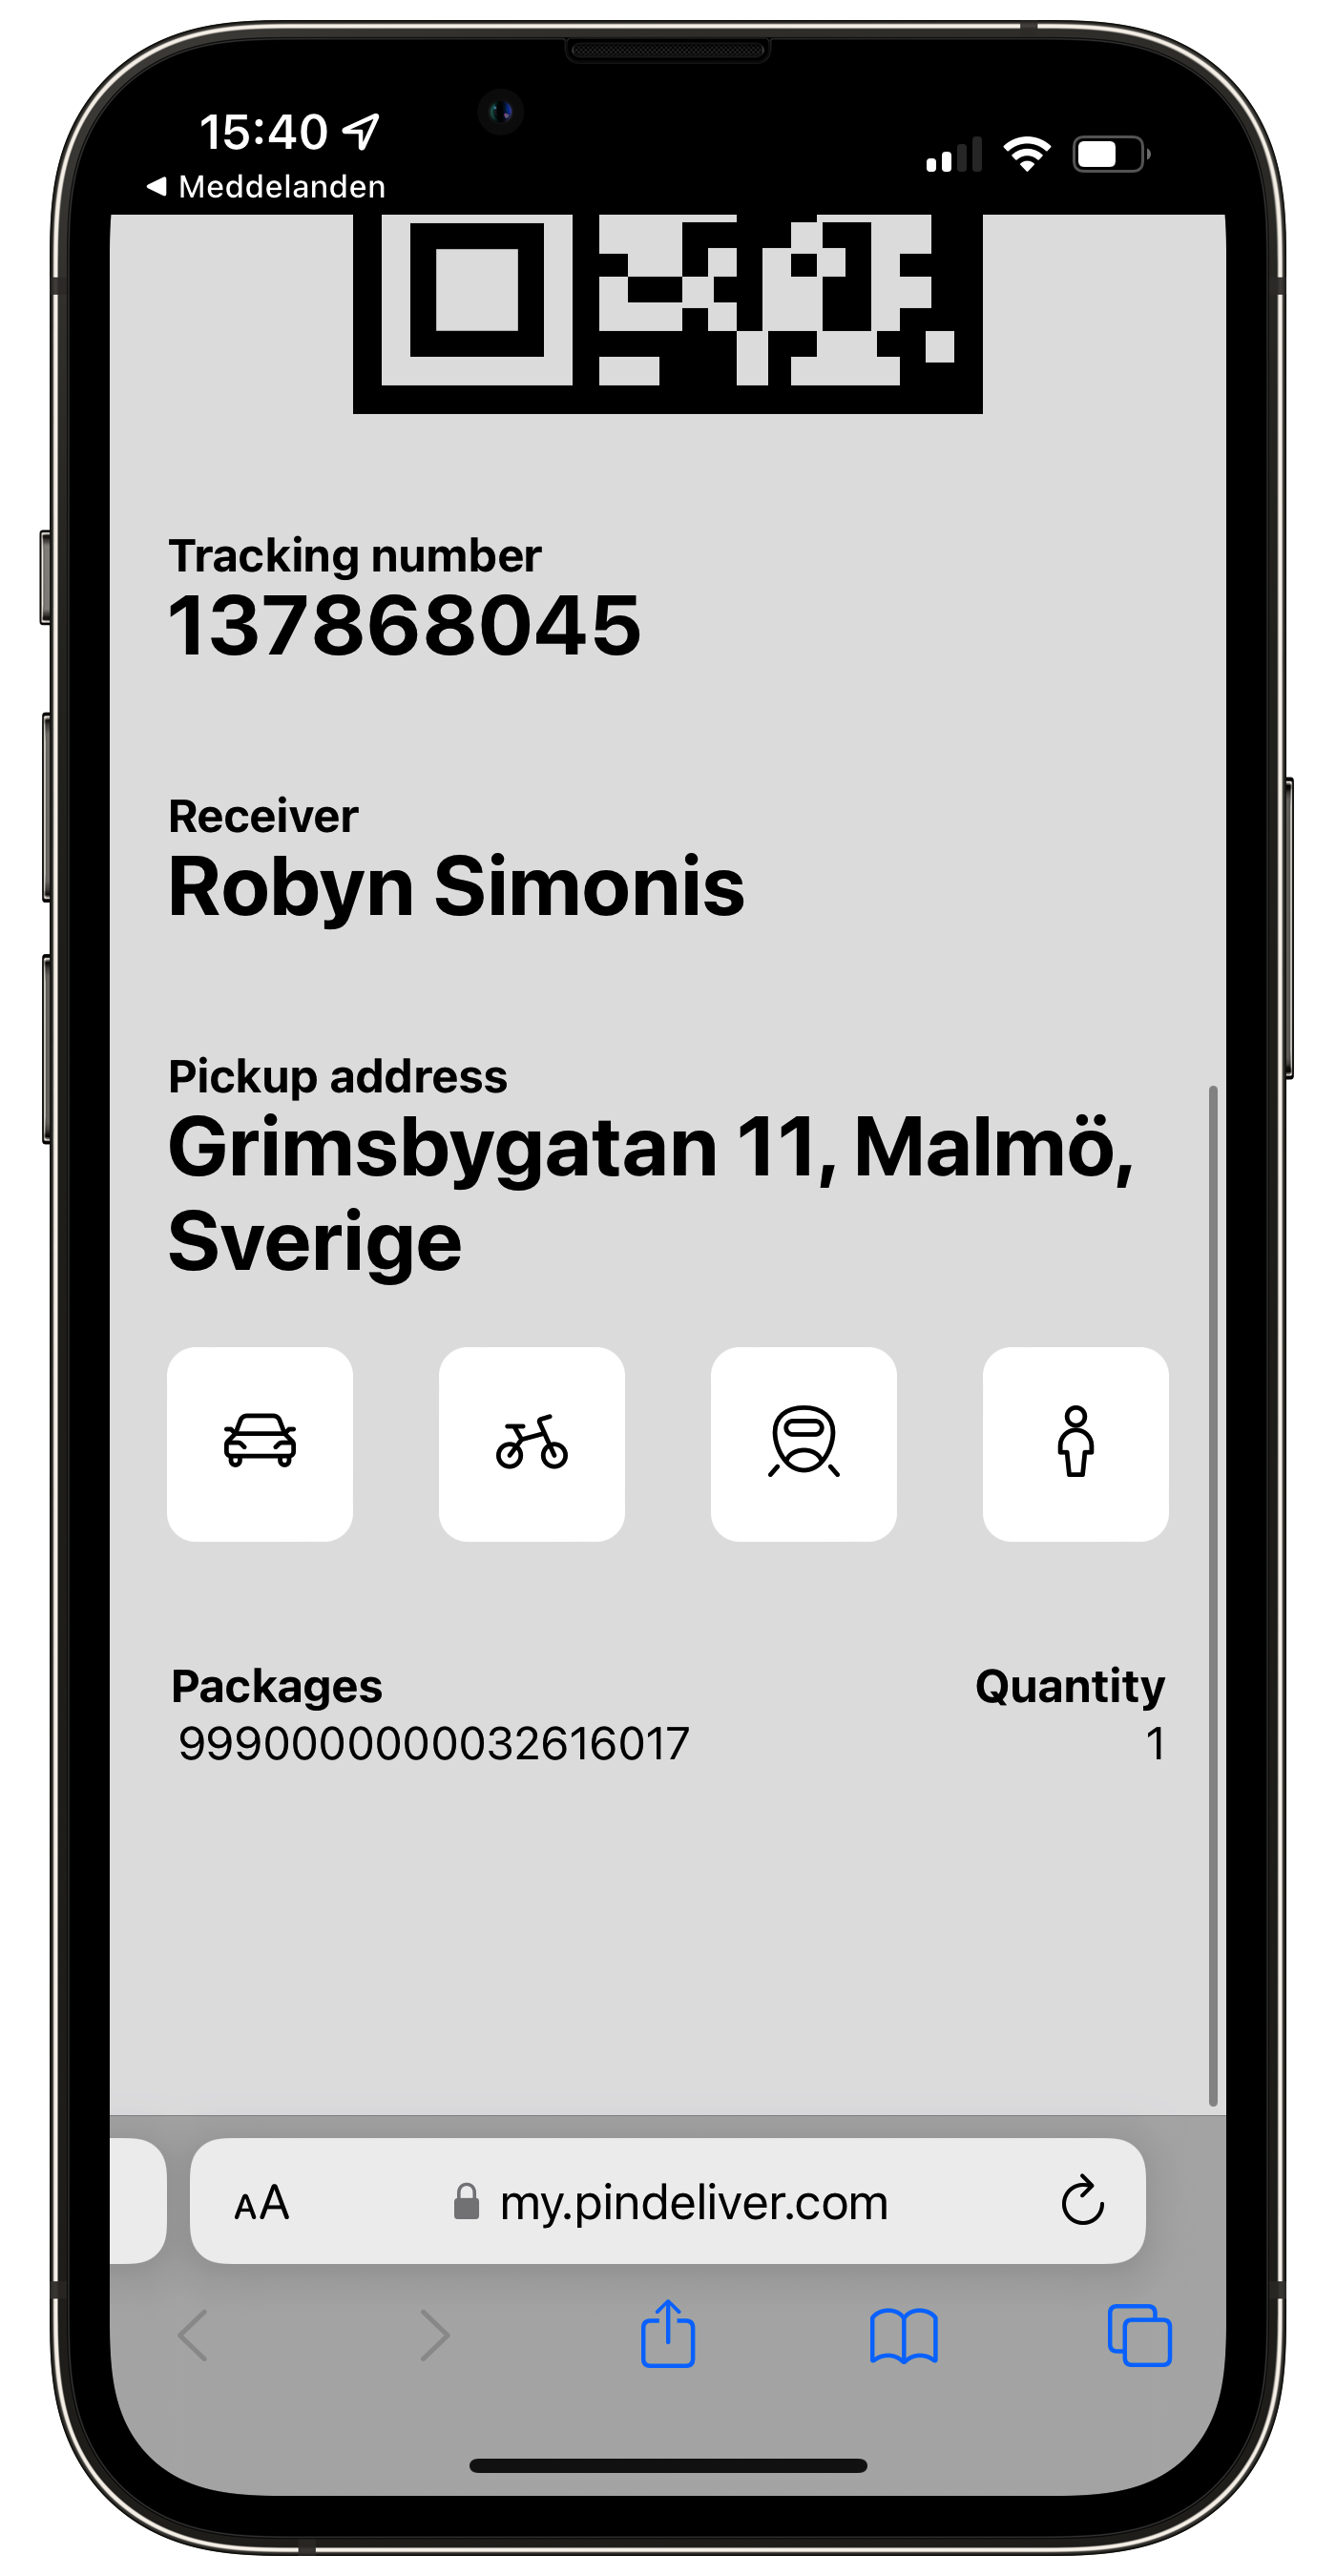 15:40
Meddelanden
Tracking number
137868045
Receiver
Robyn Simonis
Pickup address
Grimsbygatan 11, Malmö,
Sverige
Packages Quantity
9990000000032616017 1
AA my.pindeliver.com